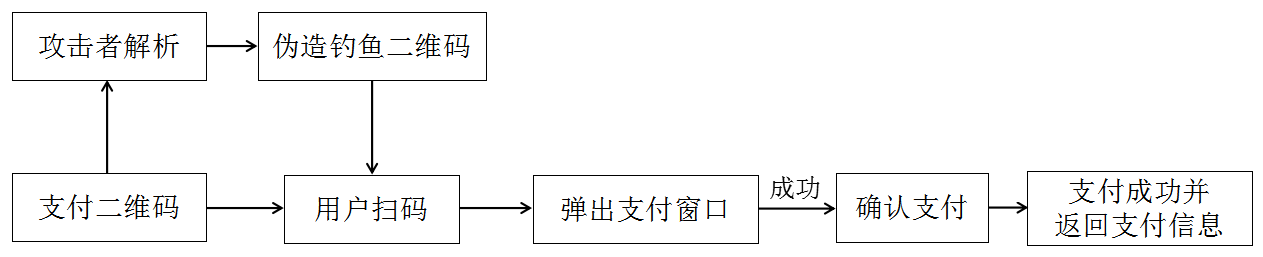 攻击者解析
伪造钓鱼二维码
支付二维码
用户扫码
弹出支付窗口
成功
确认支付
支付成功并
返回支付信息